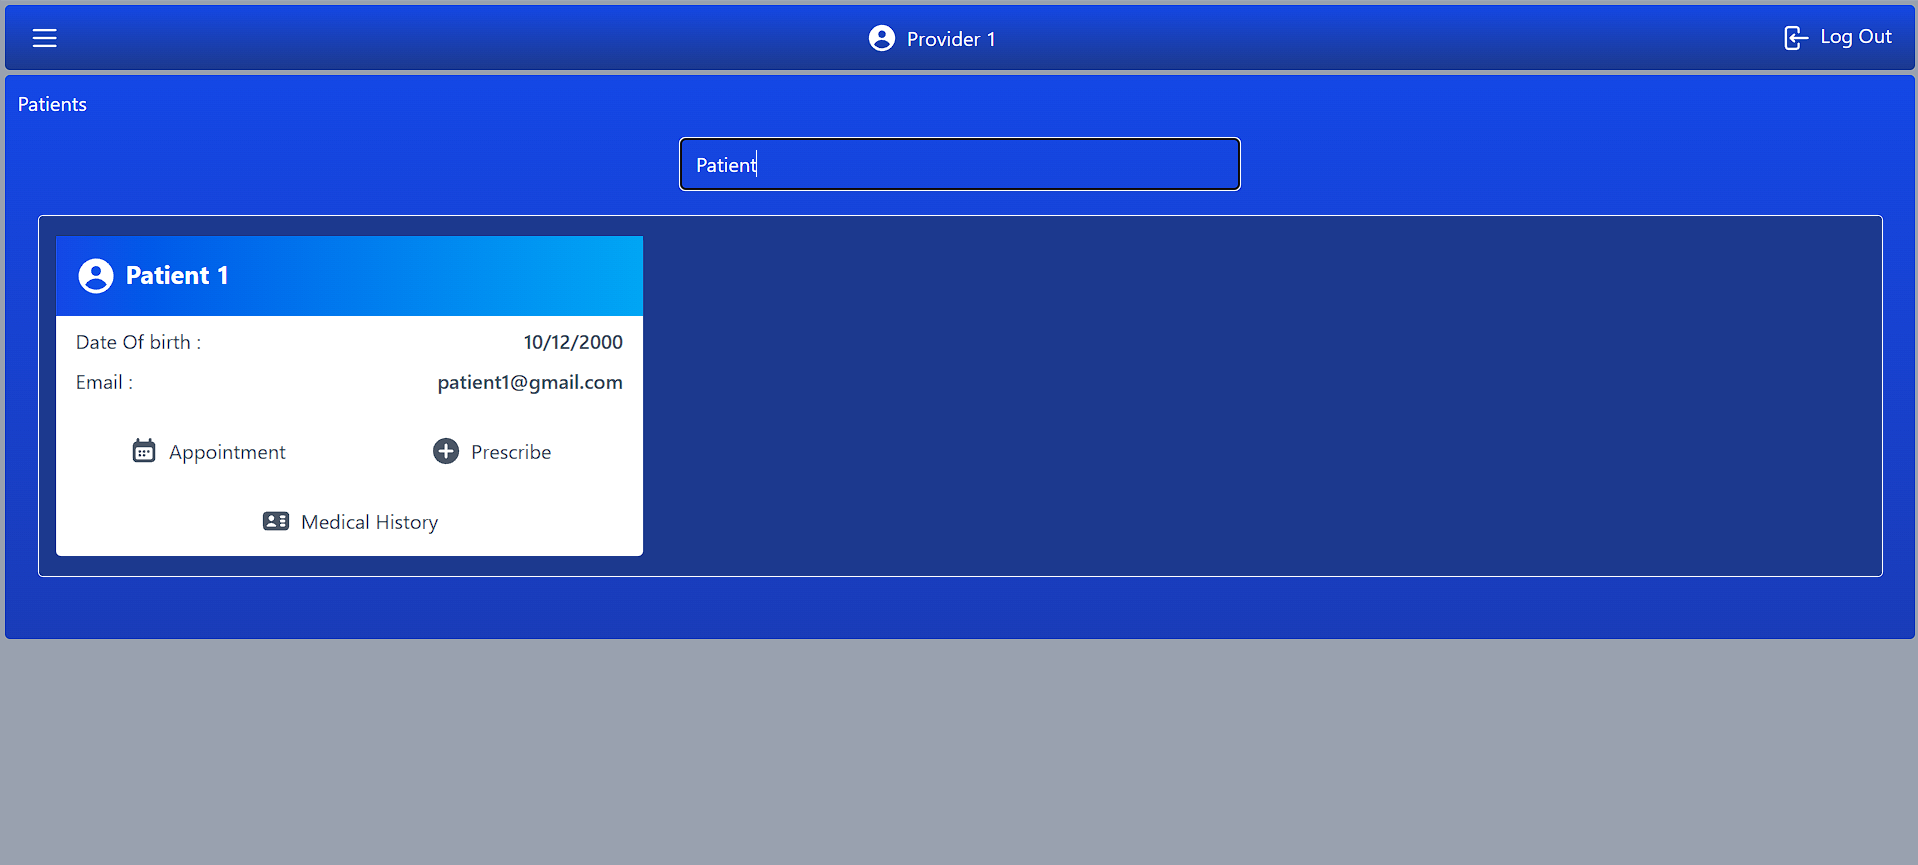 Provider 1
Log Out
Patients
Patient
Patient 1
Date Of birth : 10/12/2000
Email : patient1@gmail.com
Appointment Prescribe
Medical History